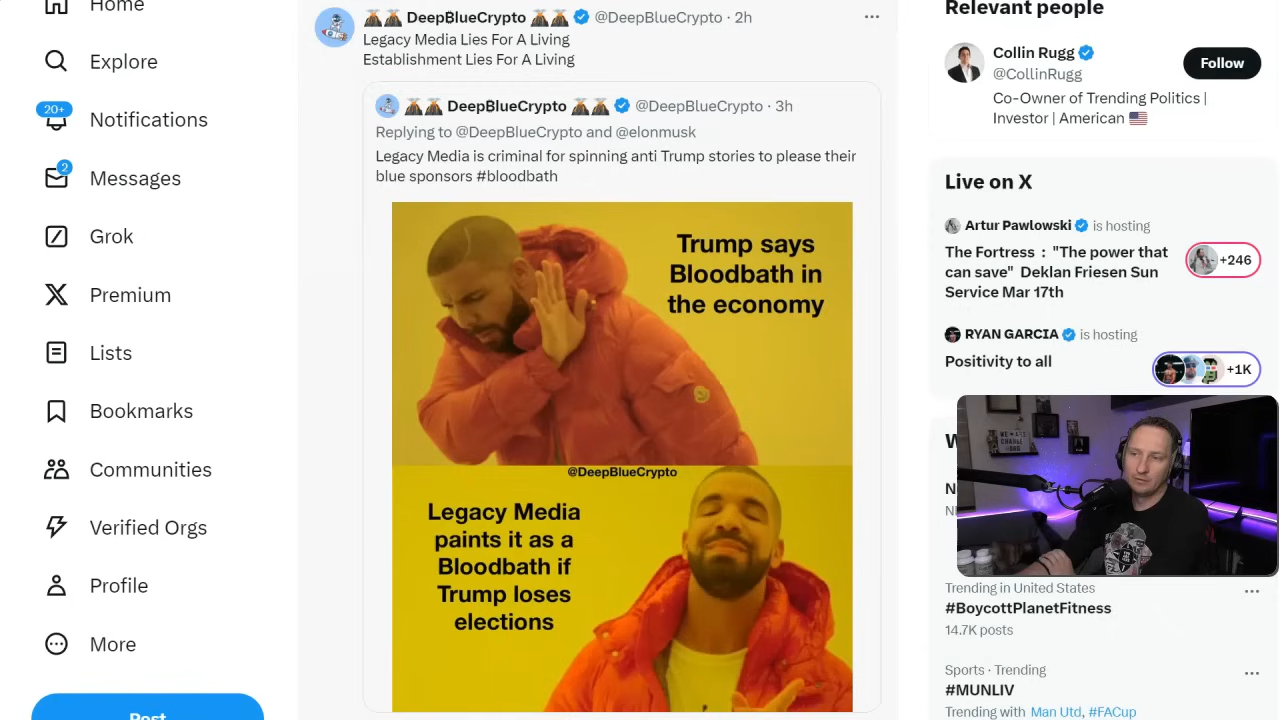 Home
Explore
20+
Notifications
2
Messages
Grok
Premium
Lists
Bookmarks
Communities
Verified Orgs
Profile
More
Post
🌋🌋 DeepBlueCrypto 🌋🌋 @DeepBlueCrypto · 2h
Legacy Media Lies For A Living
Establishment Lies For A Living
🌋🌋 DeepBlueCrypto 🌋🌋 @DeepBlueCrypto · 3h
Replying to @DeepBlueCrypto and @elonmusk
Legacy Media is criminal for spinning anti Trump stories to please their
blue sponsors #bloodbath
Trump says
Bloodbath in
the economy
@DeepBlueCrypto
Legacy Media
paints it as a
Bloodbath if
Trump loses
elections
Relevant people
Collin Rugg
@CollinRugg
Follow
Co-Owner of Trending Politics |
Investor | American 🇺🇸
Live on X
Artur Pawlowski is hosting
The Fortress : "The power that
can save" Deklan Friesen Sun
Service Mar 17th
+246
RYAN GARCIA is hosting
Positivity to all
+1K
WE ARE
CHANGE
Trending in United States
#BoycottPlanetFitness
14.7K posts
Sports · Trending
#MUNLIV
Trending with Man Utd, #FACup